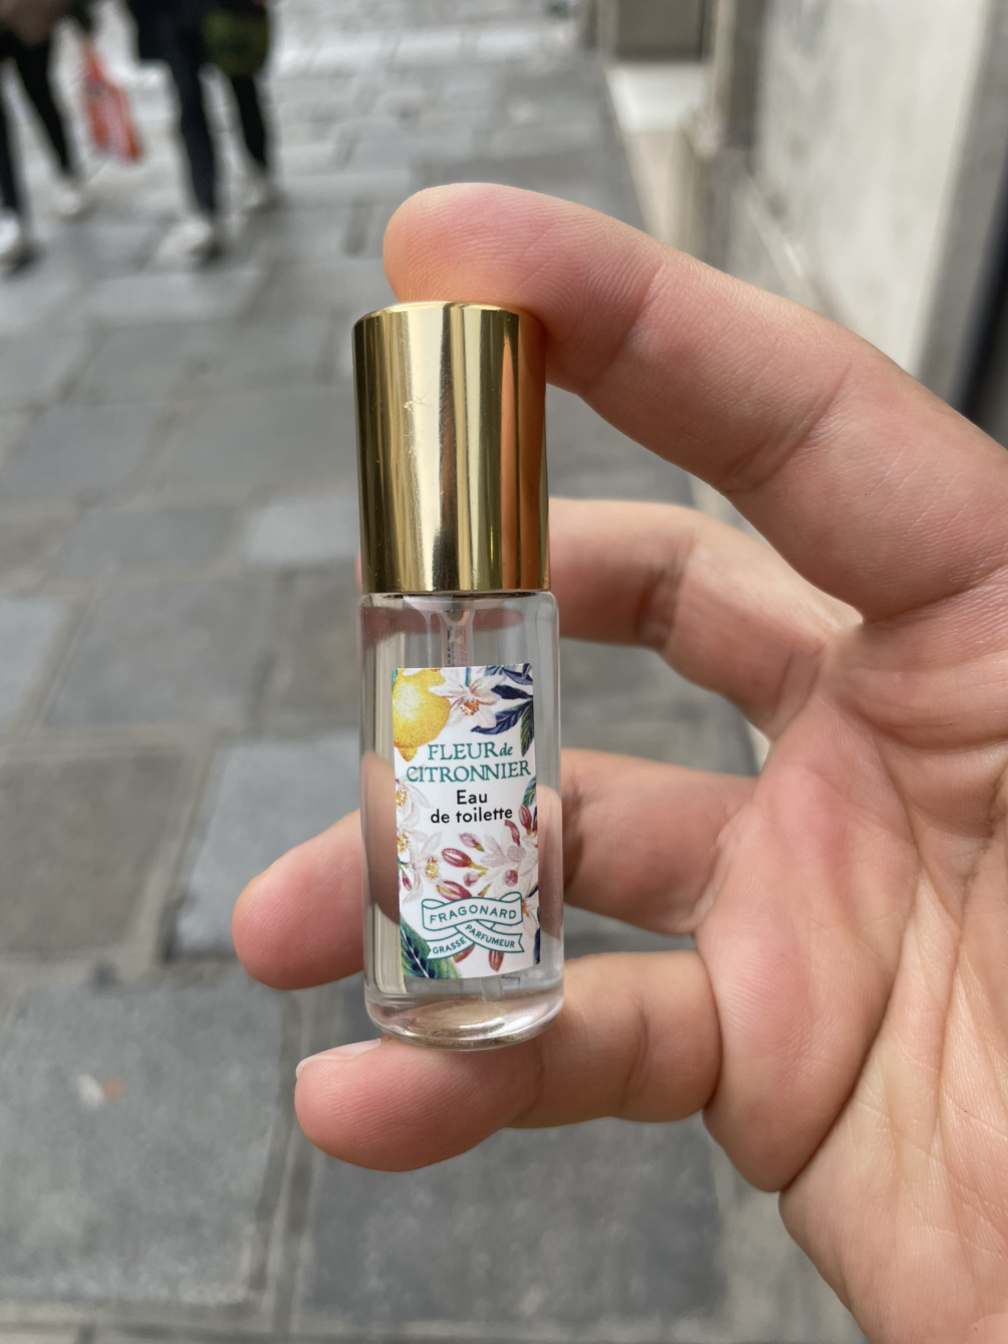 FLEUR de
CITRONNIER
Eau
de toilette
FRAGONARD
PARFUMEUR
GRASSE